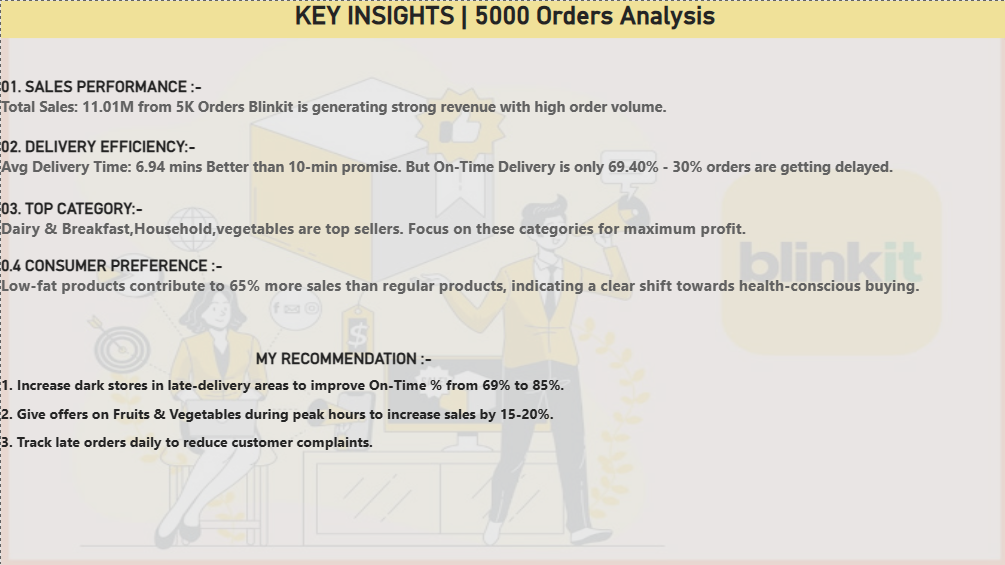 KEY INSIGHTS | 5000 Orders Analysis
01. SALES PERFORMANCE :-
Total Sales: 11.01M from 5K Orders Blinkit is generating strong revenue with high order volume.
02. DELIVERY EFFICIENCY:-
Avg Delivery Time: 6.94 mins Better than 10-min promise. But On-Time Delivery is only 69.40% - 30% orders are getting delayed.
03. TOP CATEGORY:-
Dairy & Breakfast,Household,vegetables are top sellers. Focus on these categories for maximum profit.
blinkit
0.4 CONSUMER PREFERENCE :-
Low-fat products contribute to 65% more sales than regular products, indicating a clear shift towards health-conscious buying.
MY RECOMMENDATION :-
1. Increase dark stores in late-delivery areas to improve On-Time % from 69% to 85%.
2. Give offers on Fruits & Vegetables during peak hours to increase sales by 15-20%.
3. Track late orders daily to reduce customer complaints.